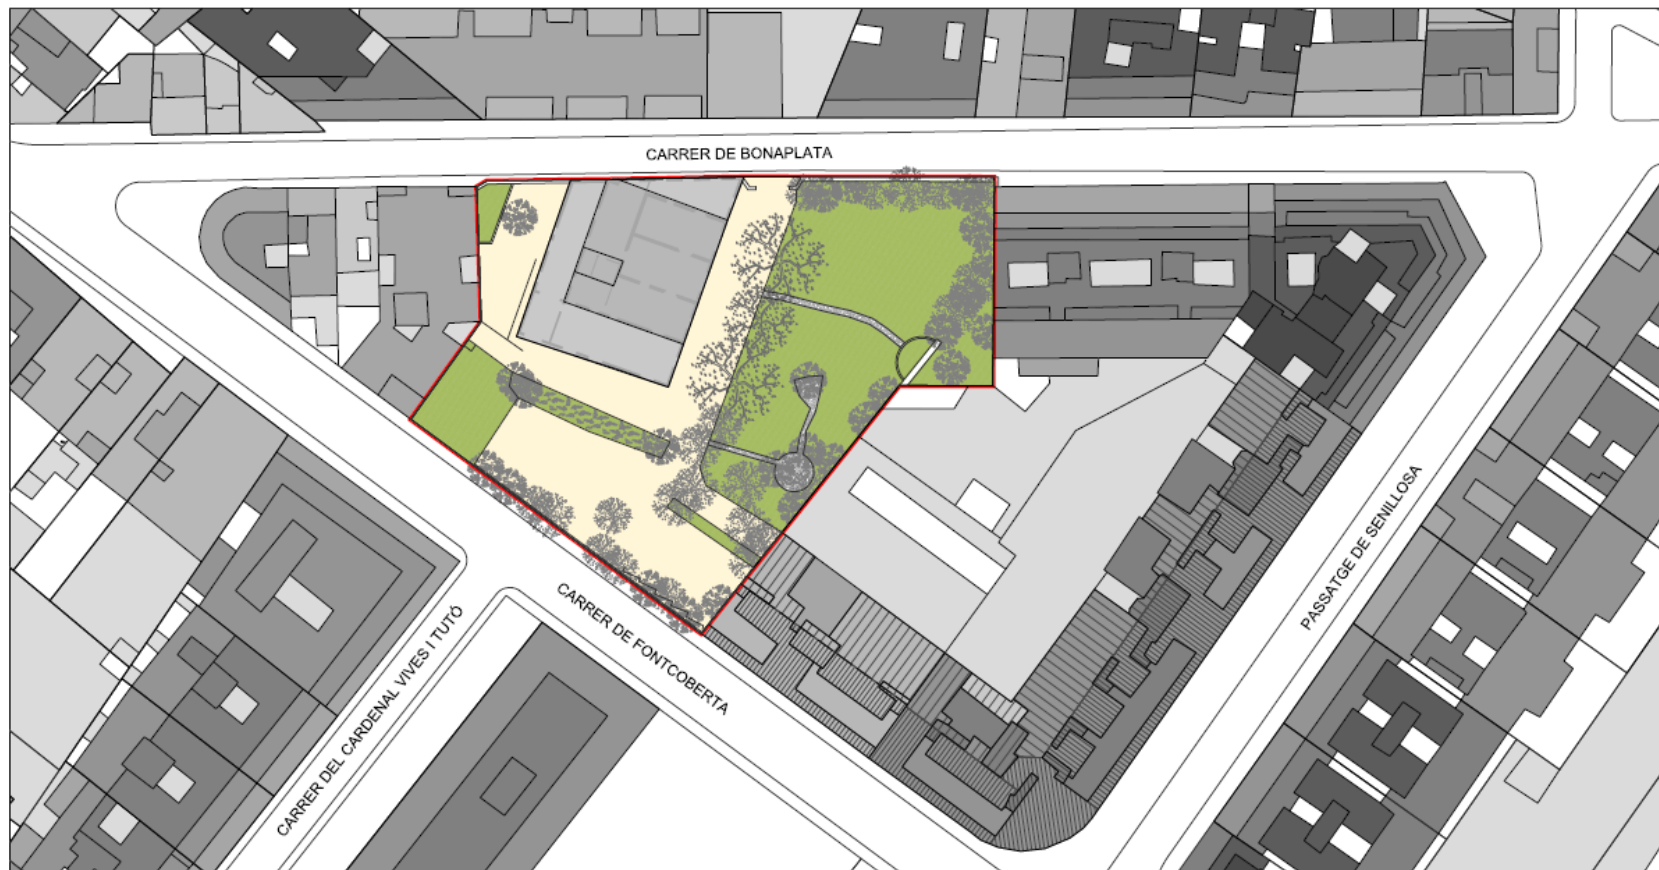 CARRER DE BONAPLATA
CARRER DE FONTCOBERTA
CARRER DEL CARDENAL VIVES I TUTÓ
PASSATGE DE SENILLOSA